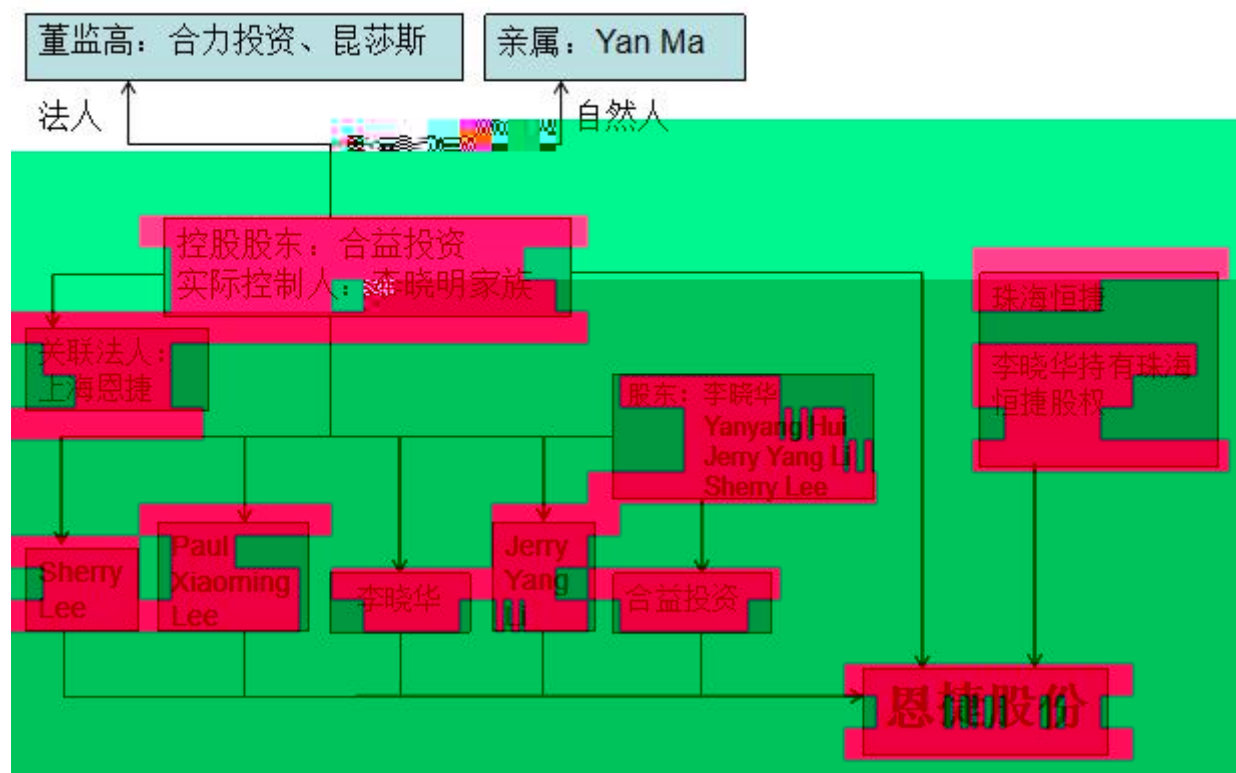 董监高：合力投资、昆莎斯
亲属：Yan Ma
法人
自然人
控股股东：合益投资
实际控制人：李晓明家族
珠海恒捷
李晓华持有珠海
恒捷股权
关联法人：
上海恩捷
股东：李晓华
Yanyang Hui
Jerry Yang Li
Sherry Lee
Sherry
Lee
Paul
Xiaoming
Lee
李晓华
Jerry
Yang
Li
合益投资
恩捷股份